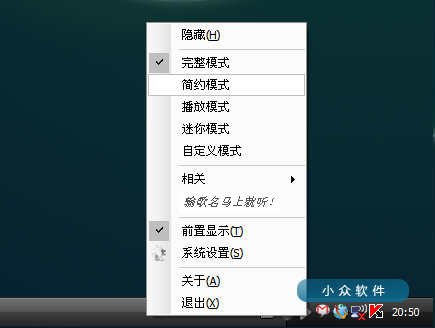 隐藏(H)
完整模式
简约模式
播放模式
迷你模式
自定义模式
相关
输歌名马上就听!
前置显示(T)
系统设置(S)
关于(A)
退出(X)
小众软件
20:50